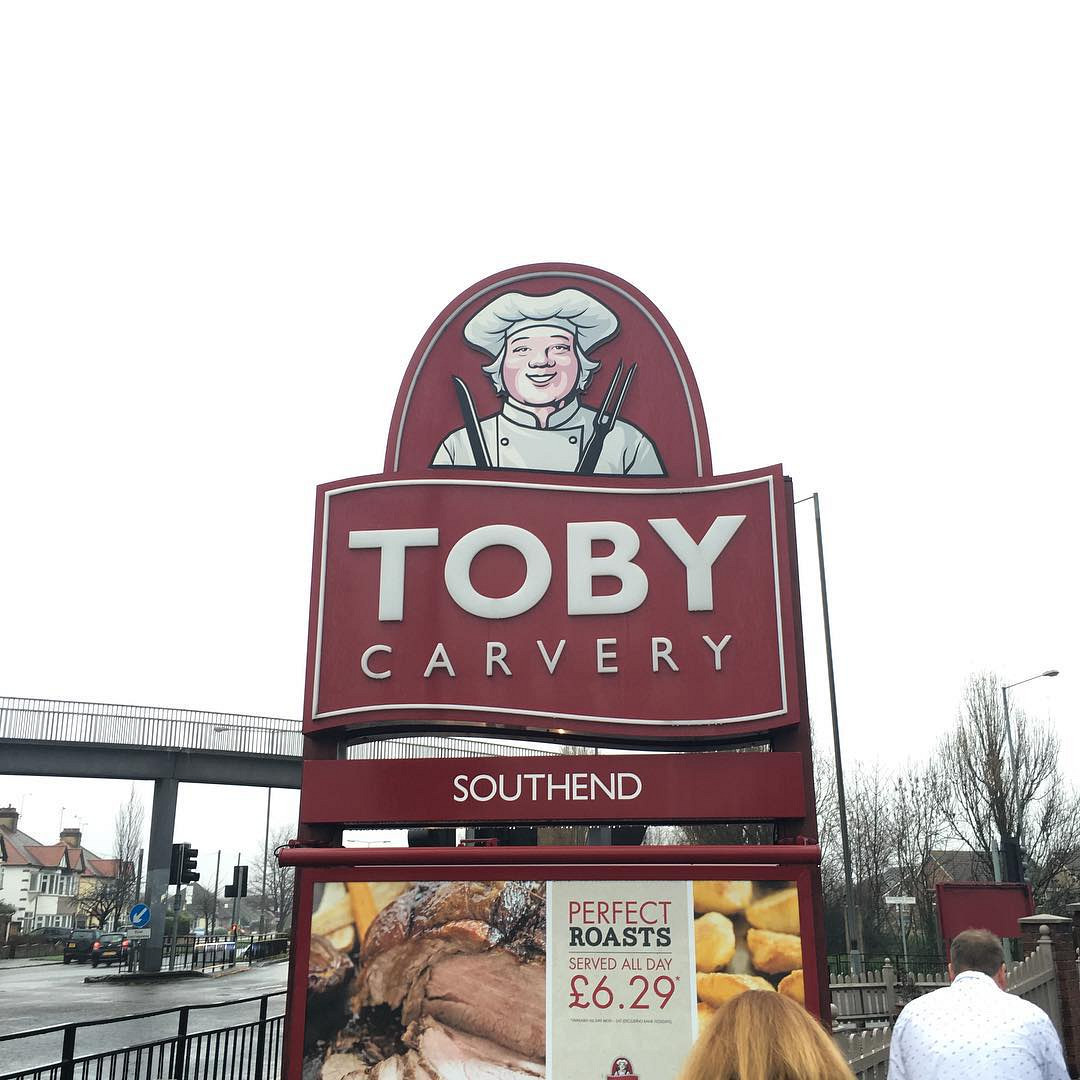 TOBY
CARVERY
SOUTHEND
PERFECT
ROASTS
SERVED ALL DAY
£6.29*